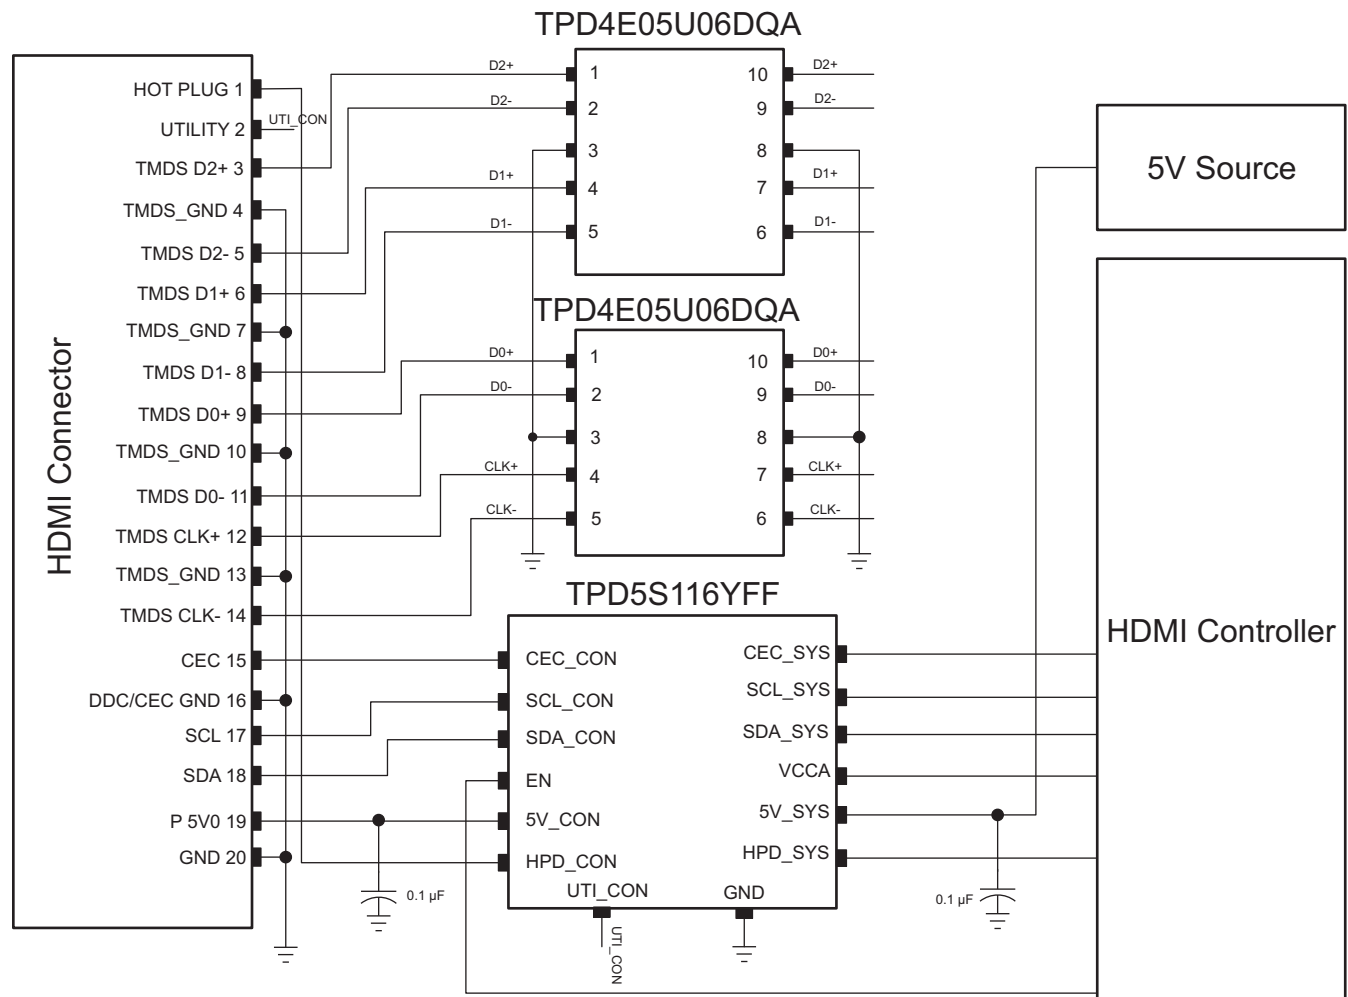 TPD4E05U06DQA
HDMI Connector
HOT PLUG 1
UTILITY 2
UTI_CON
TMDS D2+ 3
TMDS_GND 4
TMDS D2- 5
TMDS D1+ 6
TMDS_GND 7
TMDS D1- 8
TMDS D0+ 9
TMDS_GND 10
TMDS D0- 11
TMDS CLK+ 12
TMDS_GND 13
TMDS CLK- 14
CEC 15
DDC/CEC GND 16
SCL 17
SDA 18
P 5V0 19
GND 20
D2+ 1 10 D2+
D2- 2 9 D2-
3 8
D1+ 4 7 D1+
D1- 5 6 D1-
TPD4E05U06DQA
D0+ 1 10 D0+
D0- 2 9 D0-
3 8
CLK+ 4 7 CLK+
CLK- 5 6 CLK-
TPD5S116YFF
CEC_CON CEC_SYS
SCL_CON SCL_SYS
SDA_CON SDA_SYS
EN VCCA
5V_CON 5V_SYS
HPD_CON HPD_SYS
UTI_CON GND
UTI_CON
0.1 µF
0.1 µF
5V Source
HDMI Controller